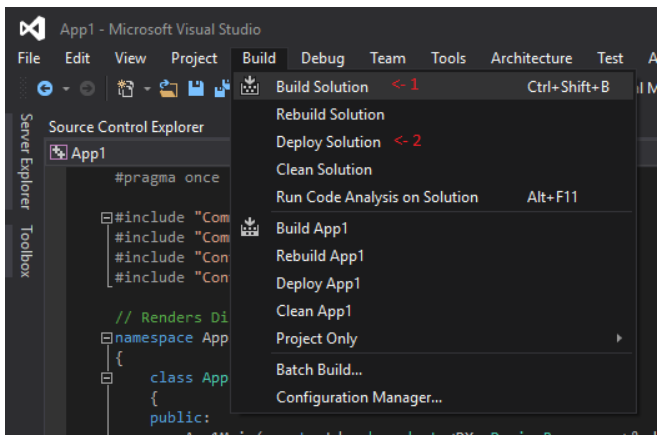 App1 - Microsoft Visual Studio
File Edit View Project Build Debug Team Tools Architecture Test
Build Solution <- 1 Ctrl+Shift+B
Rebuild Solution
Deploy Solution <- 2
Clean Solution
Run Code Analysis on Solution Alt+F11
Build App1
Rebuild App1
Deploy App1
Clean App1
Project Only
Batch Build...
Configuration Manager...
Server Explorer
Toolbox
Source Control Explorer
App1
#pragma once
#include "Com
#include "Com
#include "Con
#include "Con
// Renders Di
namespace App
{
class App
{
public: